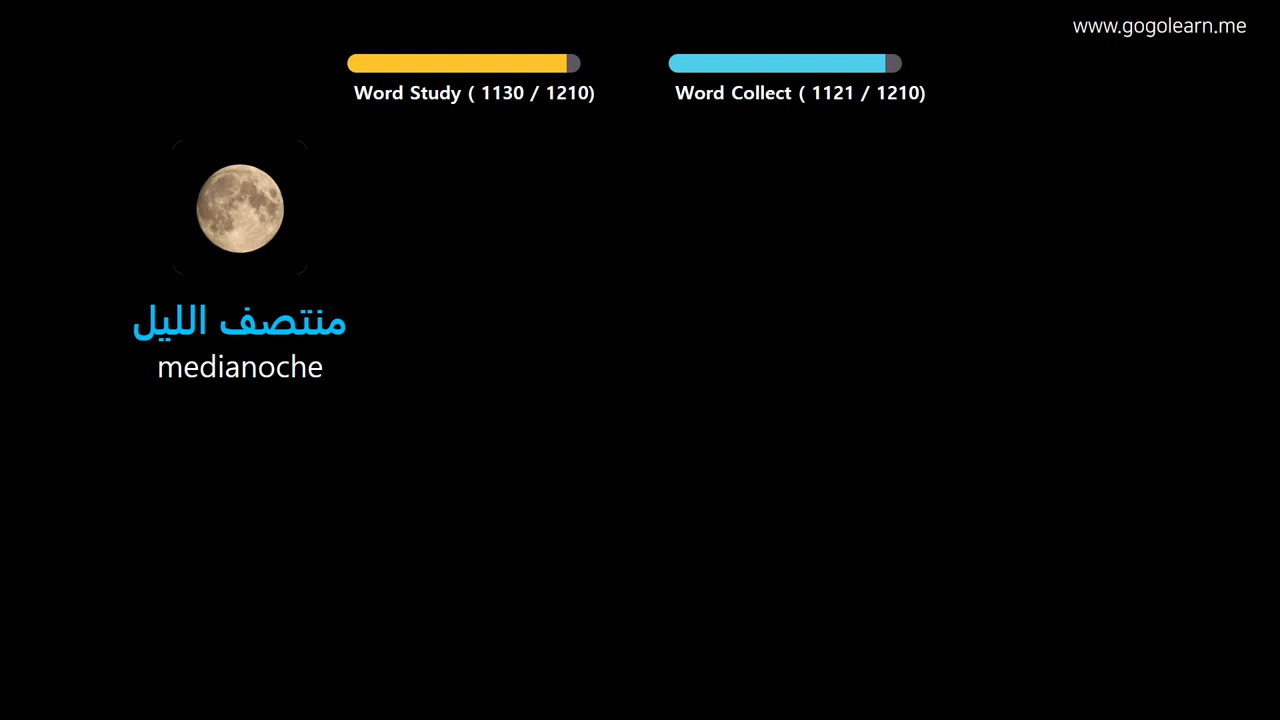 www.gogolearn.me
Word Study ( 1130 / 1210)
Word Collect ( 1121 / 1210)
منتصف الليل
medianoche